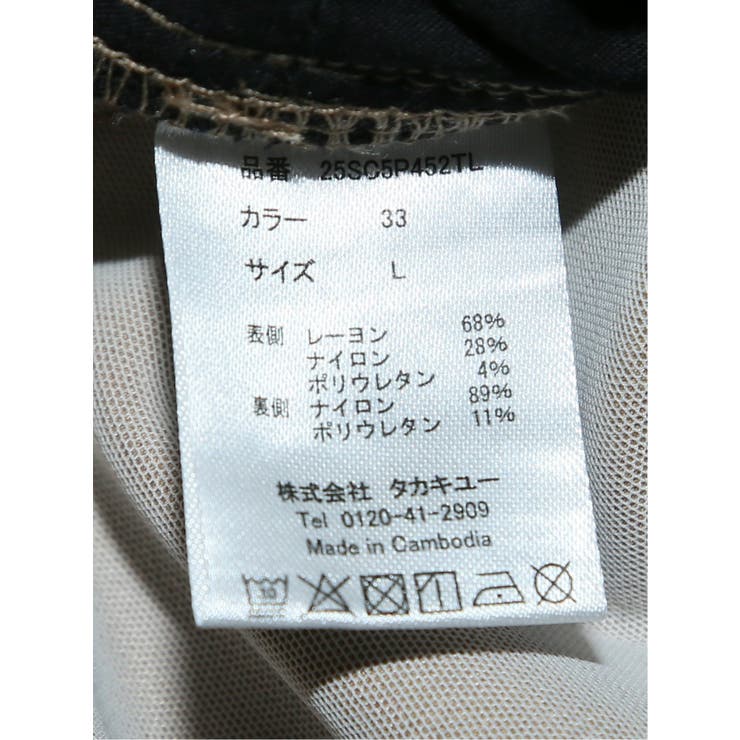 品番 25SC5P452TL
カラー 33
サイズ L
表側 レーヨン 68%
ナイロン 28%
ポリウレタン 4%
裏側 ナイロン 89%
ポリウレタン 11%
株式会社 タカキュー
Tel 0120-41-2909
Made in Cambodia